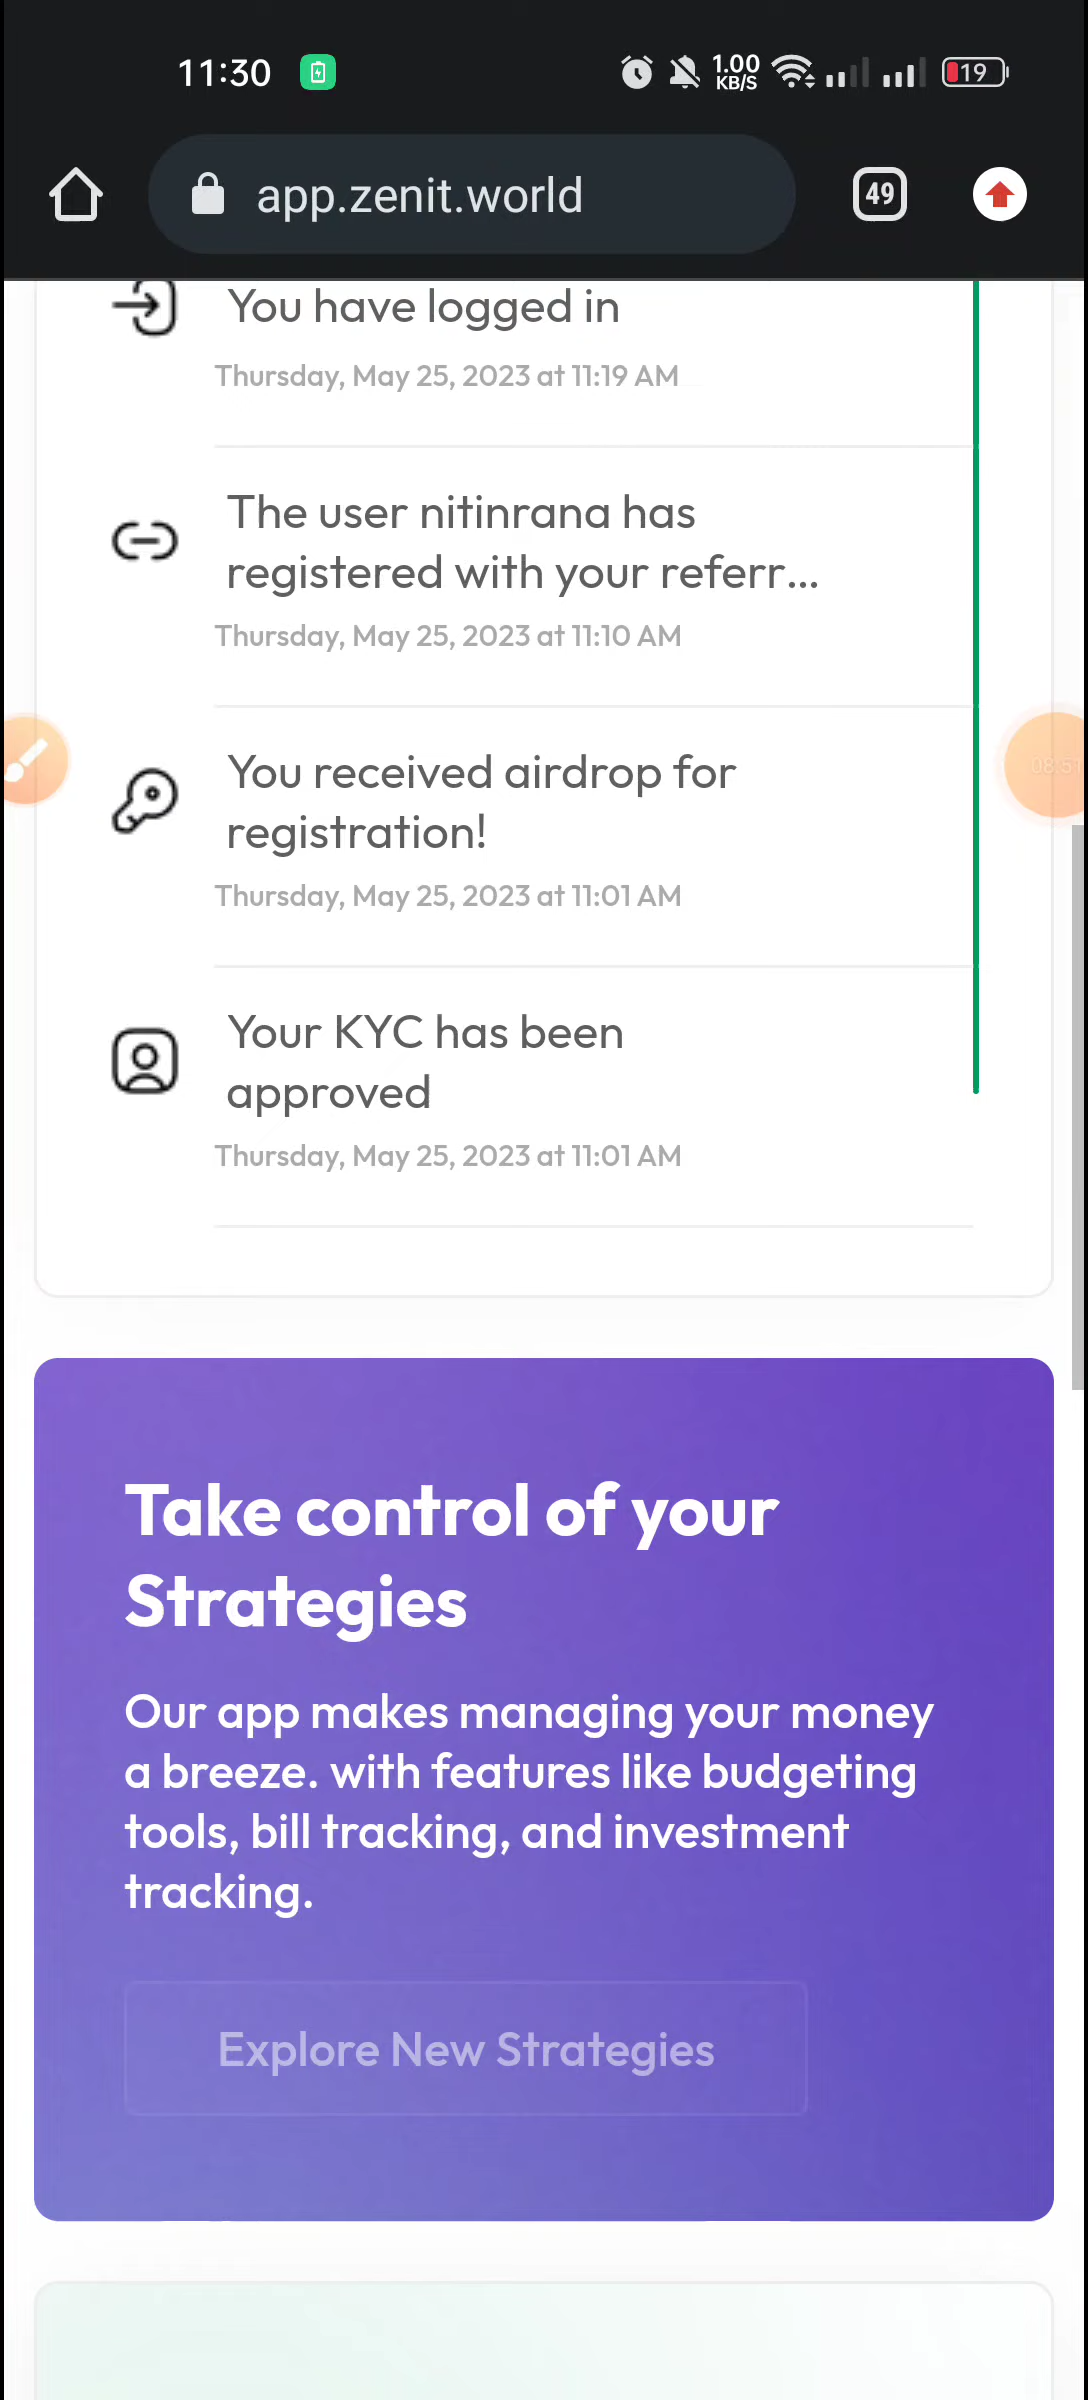 11:30
1.00
KB/S
19
app.zenit.world
49
You have logged in
Thursday, May 25, 2023 at 11:19 AM
The user nitinrana has
registered with your referr...
Thursday, May 25, 2023 at 11:10 AM
You received airdrop for
registration!
Thursday, May 25, 2023 at 11:01 AM
Your KYC has been
approved
Thursday, May 25, 2023 at 11:01 AM
Take control of your
Strategies
Our app makes managing your money
a breeze. with features like budgeting
tools, bill tracking, and investment
tracking.
Explore New Strategies